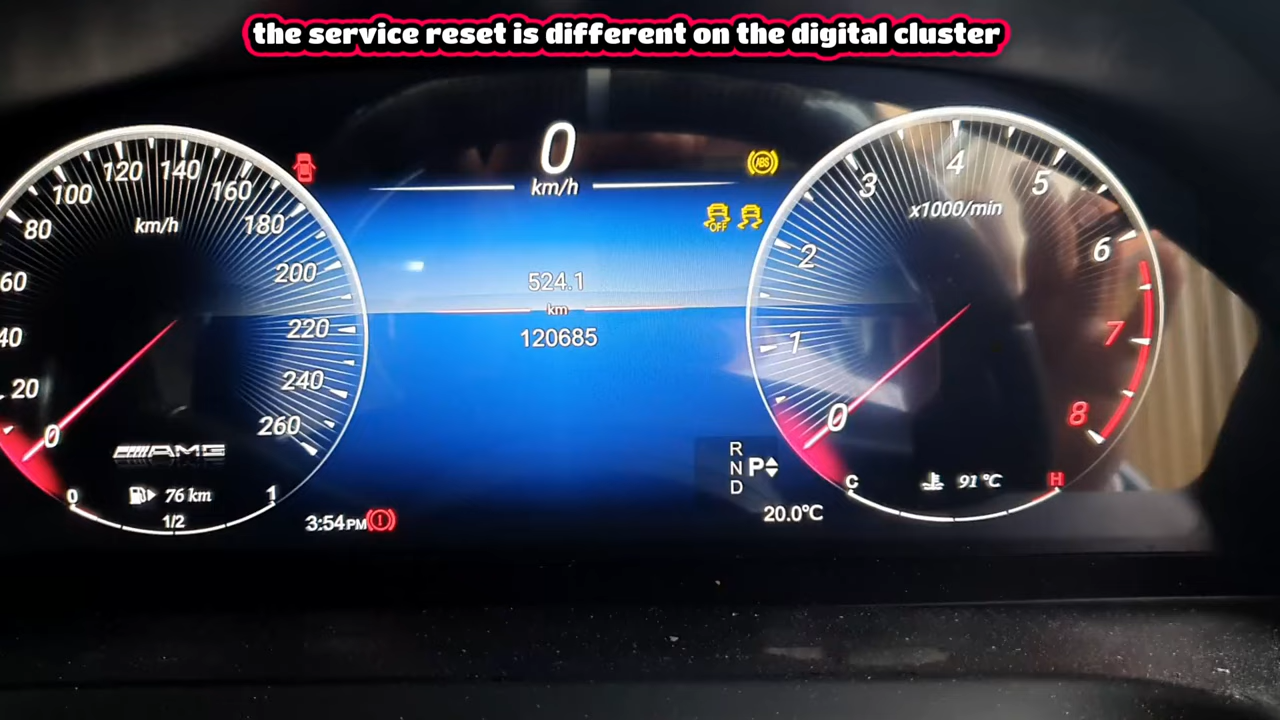 the service reset is different on the digital cluster
20
40
60
80
100
120
140
160
180
200
220
240
260
0
km/h
AMG
76 km
0
1/2
1
3:54PM
0
km/h
ABS
OFF
524.1
km
120685
R
N P
D
20.0°C
0
1
2
3
4
5
6
7
8
x1000/min
C
91 °C
H